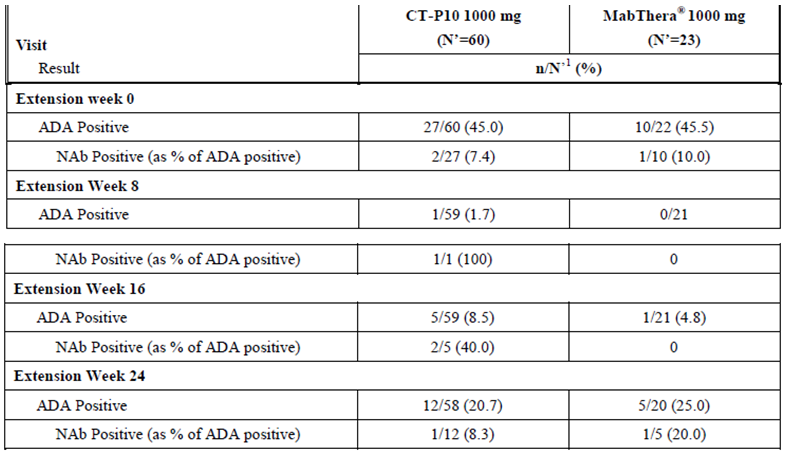 CT-P10 1000 mg MabThera® 1000 mg
(N’=60) (N’=23)
Visit
Result n/N’¹ (%)
Extension week 0
ADA Positive 27/60 (45.0) 10/22 (45.5)
NAb Positive (as % of ADA positive) 2/27 (7.4) 1/10 (10.0)
Extension Week 8
ADA Positive 1/59 (1.7) 0/21
NAb Positive (as % of ADA positive) 1/1 (100) 0
Extension Week 16
ADA Positive 5/59 (8.5) 1/21 (4.8)
NAb Positive (as % of ADA positive) 2/5 (40.0) 0
Extension Week 24
ADA Positive 12/58 (20.7) 5/20 (25.0)
NAb Positive (as % of ADA positive) 1/12 (8.3) 1/5 (20.0)